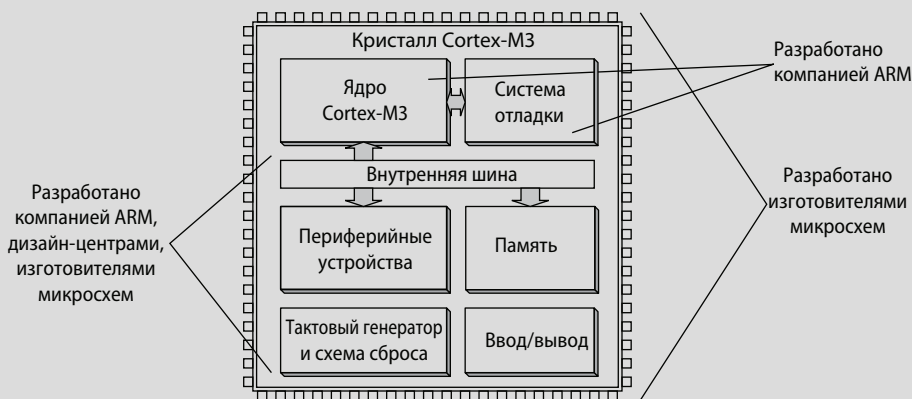 Кристалл Cortex-M3
Ядро
Cortex-M3
Система
отладки
Разработано
компанией ARM
Внутренняя шина
Разработано
компанией ARM,
дизайн-центрами,
изготовителями
микросхем
Разработано
изготовителями
микросхем
Периферийные
устройства
Память
Тактовый генератор
и схема сброса
Ввод/вывод